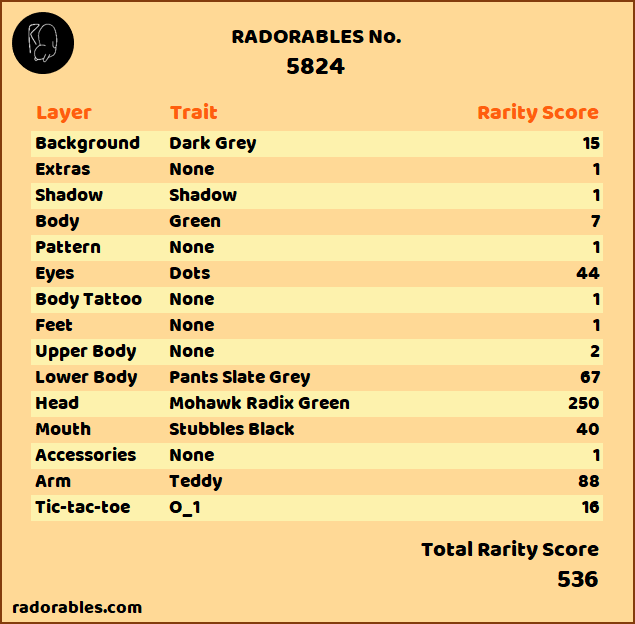 RADORABLES No.
5824
Layer Trait Rarity Score
Background Dark Grey 15
Extras None 1
Shadow Shadow 1
Body Green 7
Pattern None 1
Eyes Dots 44
Body Tattoo None 1
Feet None 1
Upper Body None 2
Lower Body Pants Slate Grey 67
Head Mohawk Radix Green 250
Mouth Stubbles Black 40
Accessories None 1
Arm Teddy 88
Tic-tac-toe O_1 16
Total Rarity Score
536
radorables.com